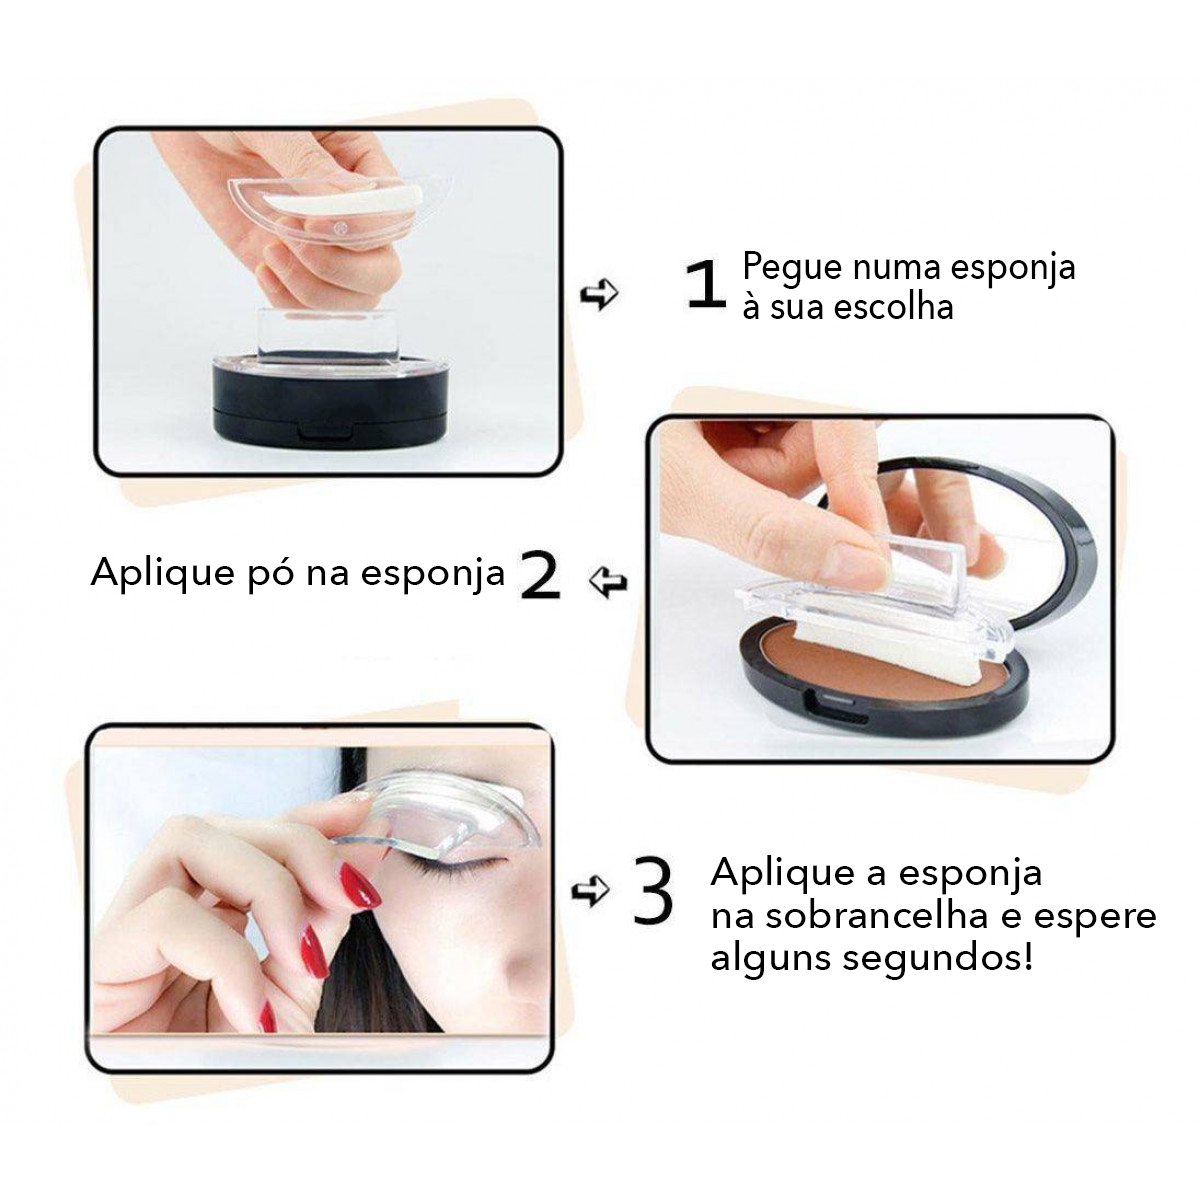 1 Pegue numa esponja
à sua escolha
Aplique pó na esponja 2
3 Aplique a esponja
na sobrancelha e espere
alguns segundos!